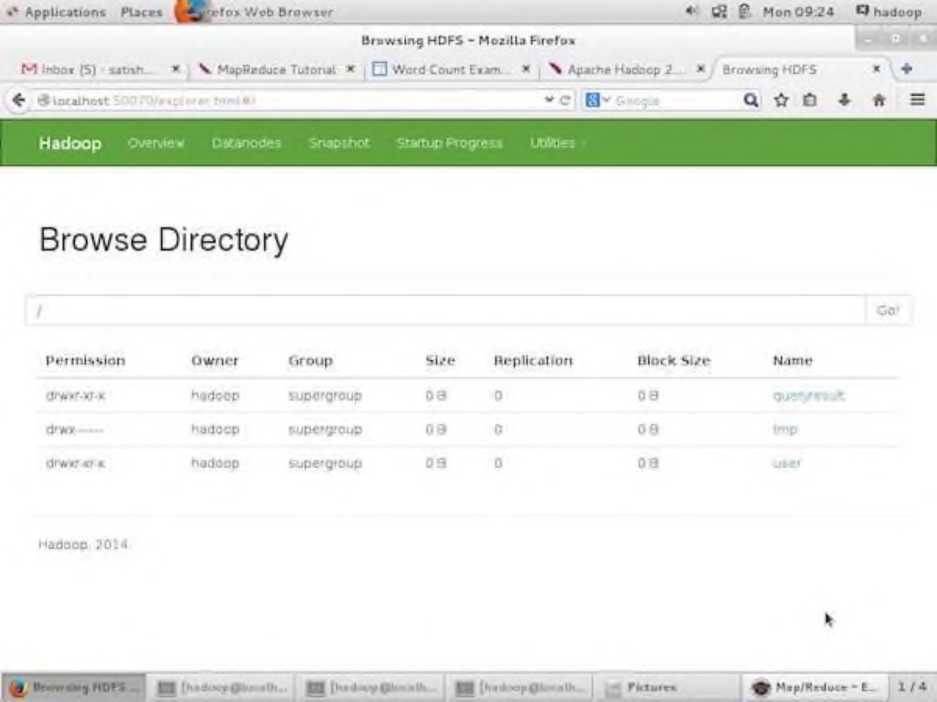 Applications Places Firefox Web Browser Mon 09:24 hadoop
Browsing HDFS - Mozilla Firefox
Inbox (5) - satish... MapReduce Tutorial Word Count Exam... Apache Hadoop 2... Browsing HDFS
localhost:50070/explorer.html#/ Google
Hadoop Overview Datanodes Snapshot Startup Progress Utilities
Browse Directory
/ Go!
Permission Owner Group Size Replication Block Size Name
drwxr-xr-x hadoop supergroup 0 B 0 0 B queryresult
drwx------ hadoop supergroup 0 B 0 0 B tmp
drwxr-xr-x hadoop supergroup 0 B 0 0 B user
Hadoop, 2014.
Browsing HDFS ... [hadoop@localh... [hadoop@localh... [hadoop@localh... Pictures Map/Reduce - E... 1 / 4